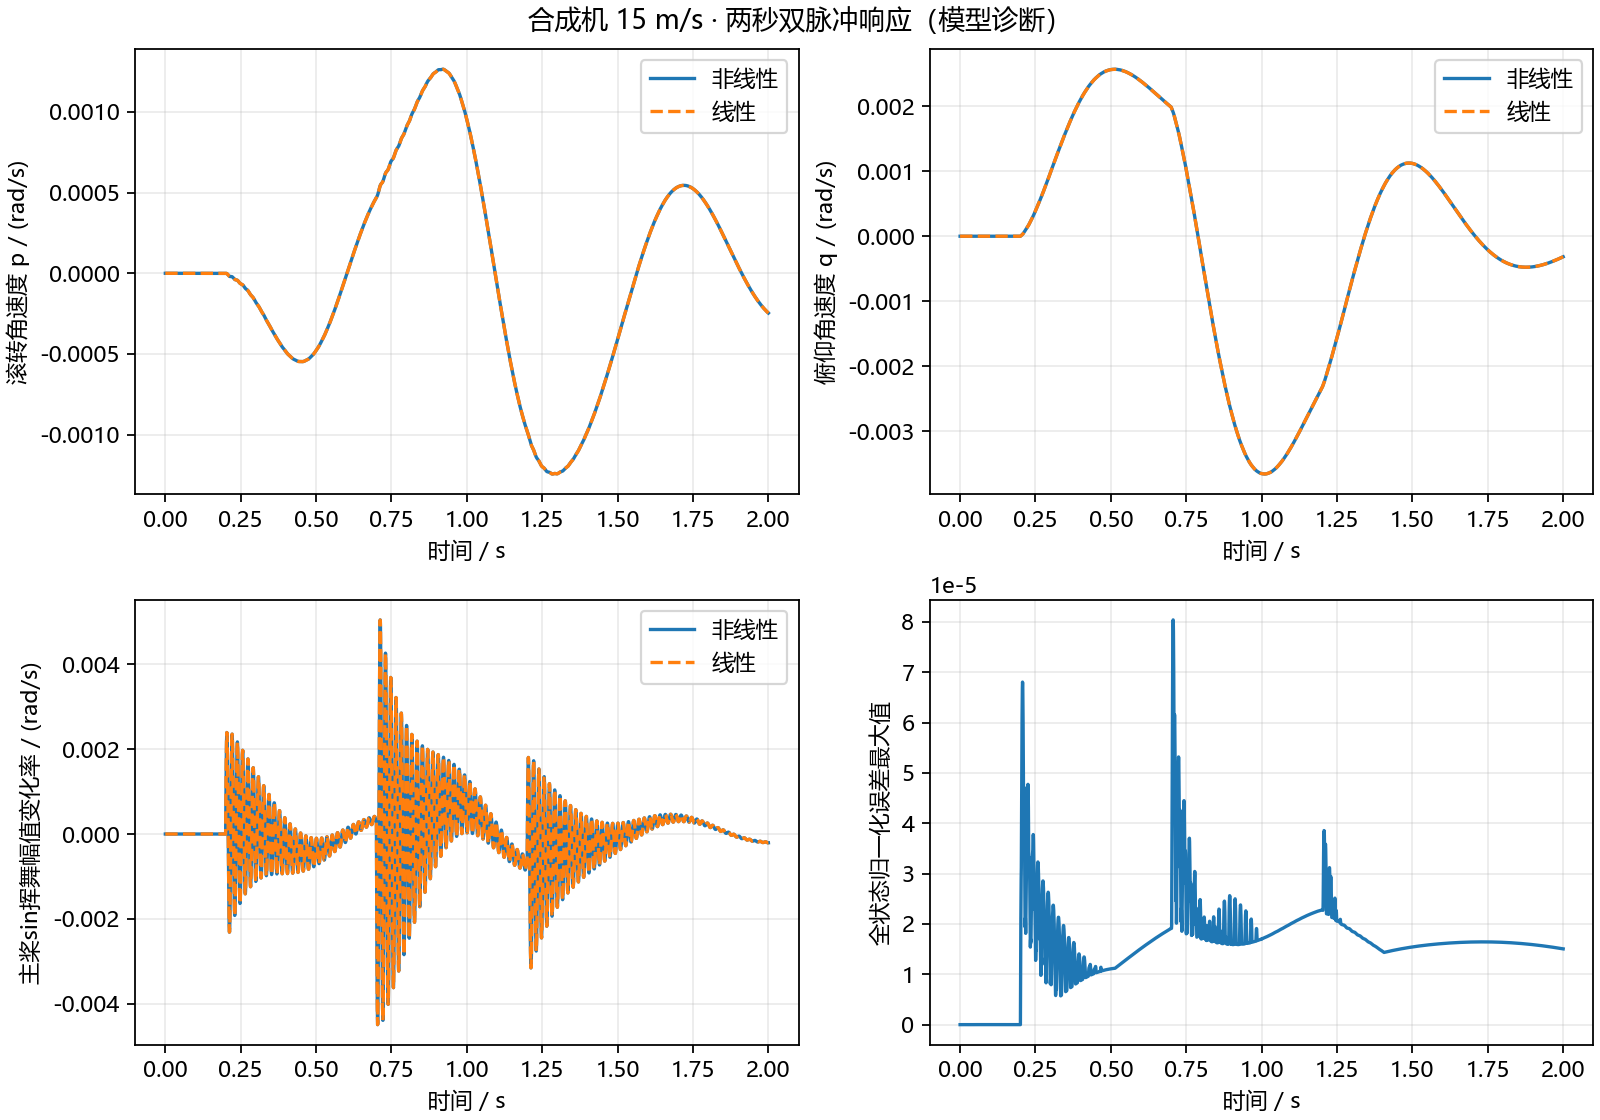 合成机 15 m/s · 两秒双脉冲响应（模型诊断）
滚转角速度 p / (rad/s)
0.0010
0.0005
0.0000
-0.0005
-0.0010
非线性
线性
0.00 0.25 0.50 0.75 1.00 1.25 1.50 1.75 2.00
时间 / s
俯仰角速度 q / (rad/s)
0.002
0.001
0.000
-0.001
-0.002
-0.003
非线性
线性
0.00 0.25 0.50 0.75 1.00 1.25 1.50 1.75 2.00
时间 / s
主桨sin挥舞幅值变化率 / (rad/s)
0.004
0.002
0.000
-0.002
-0.004
非线性
线性
0.00 0.25 0.50 0.75 1.00 1.25 1.50 1.75 2.00
时间 / s
1e-5
全状态归一化误差最大值
8
7
6
5
4
3
2
1
0
0.00 0.25 0.50 0.75 1.00 1.25 1.50 1.75 2.00
时间 / s